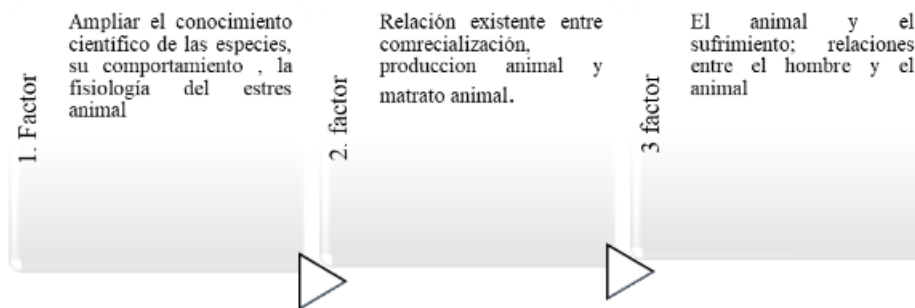 1. Factor
Ampliar el conocimiento
científico de las especies,
su comportamiento , la
fisiología del estres
animal
2. factor
Relación existente entre
comrecialización,
produccion animal y
matrato animal.
3 factor
El animal y el
sufrimiento; relaciones
entre el hombre y el
animal